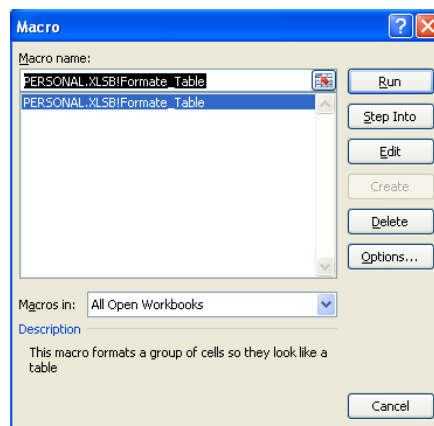 Macro
Macro name:
PERSONAL.XLSB!Formate_Table
PERSONAL.XLSB!Formate_Table
Run
Step Into
Edit
Create
Delete
Options...
Macros in: All Open Workbooks
Description
This macro formats a group of cells so they look like a
table
Cancel